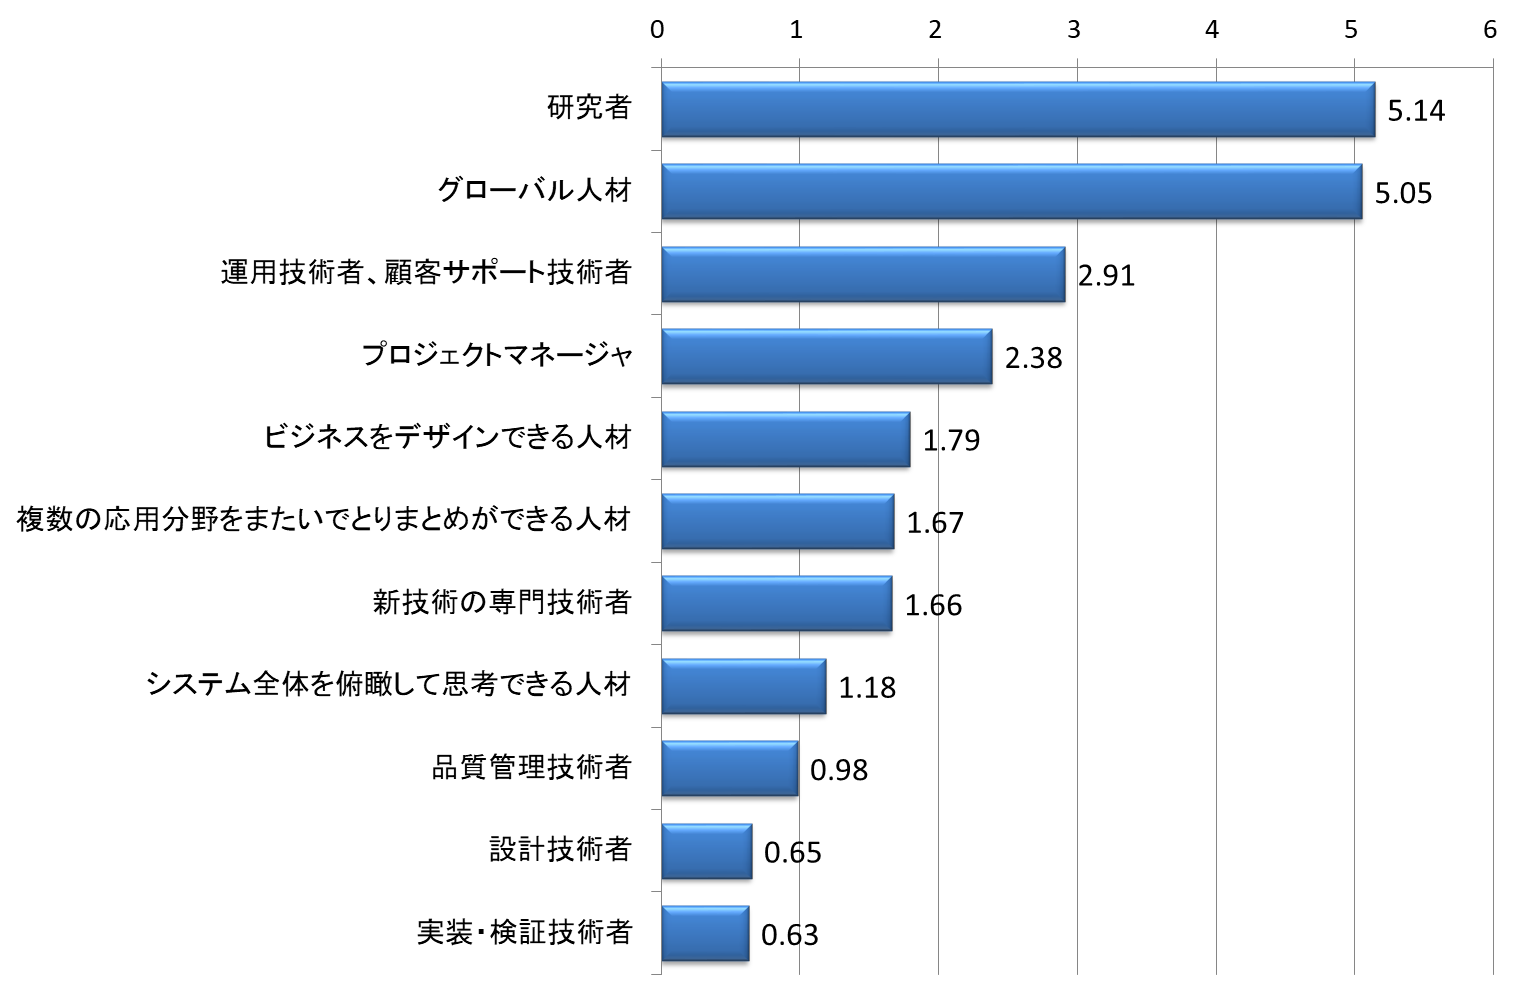 0 1 2 3 4 5 6
研究者 5.14
グローバル人材 5.05
運用技術者、顧客サポート技術者 2.91
プロジェクトマネージャ 2.38
ビジネスをデザインできる人材 1.79
複数の応用分野をまたいでとりまとめができる人材 1.67
新技術の専門技術者 1.66
システム全体を俯瞰して思考できる人材 1.18
品質管理技術者 0.98
設計技術者 0.65
実装・検証技術者 0.63